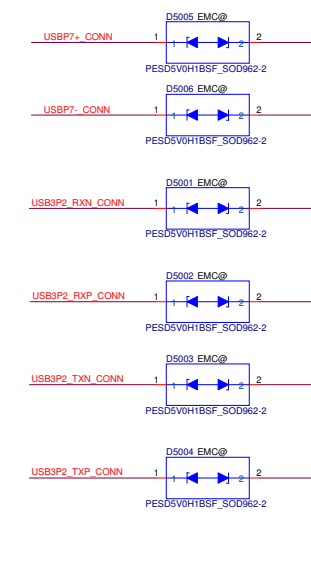 D5005 EMC@
USBP7+_CONN 1 1 2 2
PESD5V0H1BSF_SOD962-2
D5006 EMC@
USBP7-_CONN 1 1 2 2
PESD5V0H1BSF_SOD962-2
D5001 EMC@
USB3P2_RXN_CONN 1 1 2 2
PESD5V0H1BSF_SOD962-2
D5002 EMC@
USB3P2_RXP_CONN 1 1 2 2
PESD5V0H1BSF_SOD962-2
D5003 EMC@
USB3P2_TXN_CONN 1 1 2 2
PESD5V0H1BSF_SOD962-2
D5004 EMC@
USB3P2_TXP_CONN 1 1 2 2
PESD5V0H1BSF_SOD962-2